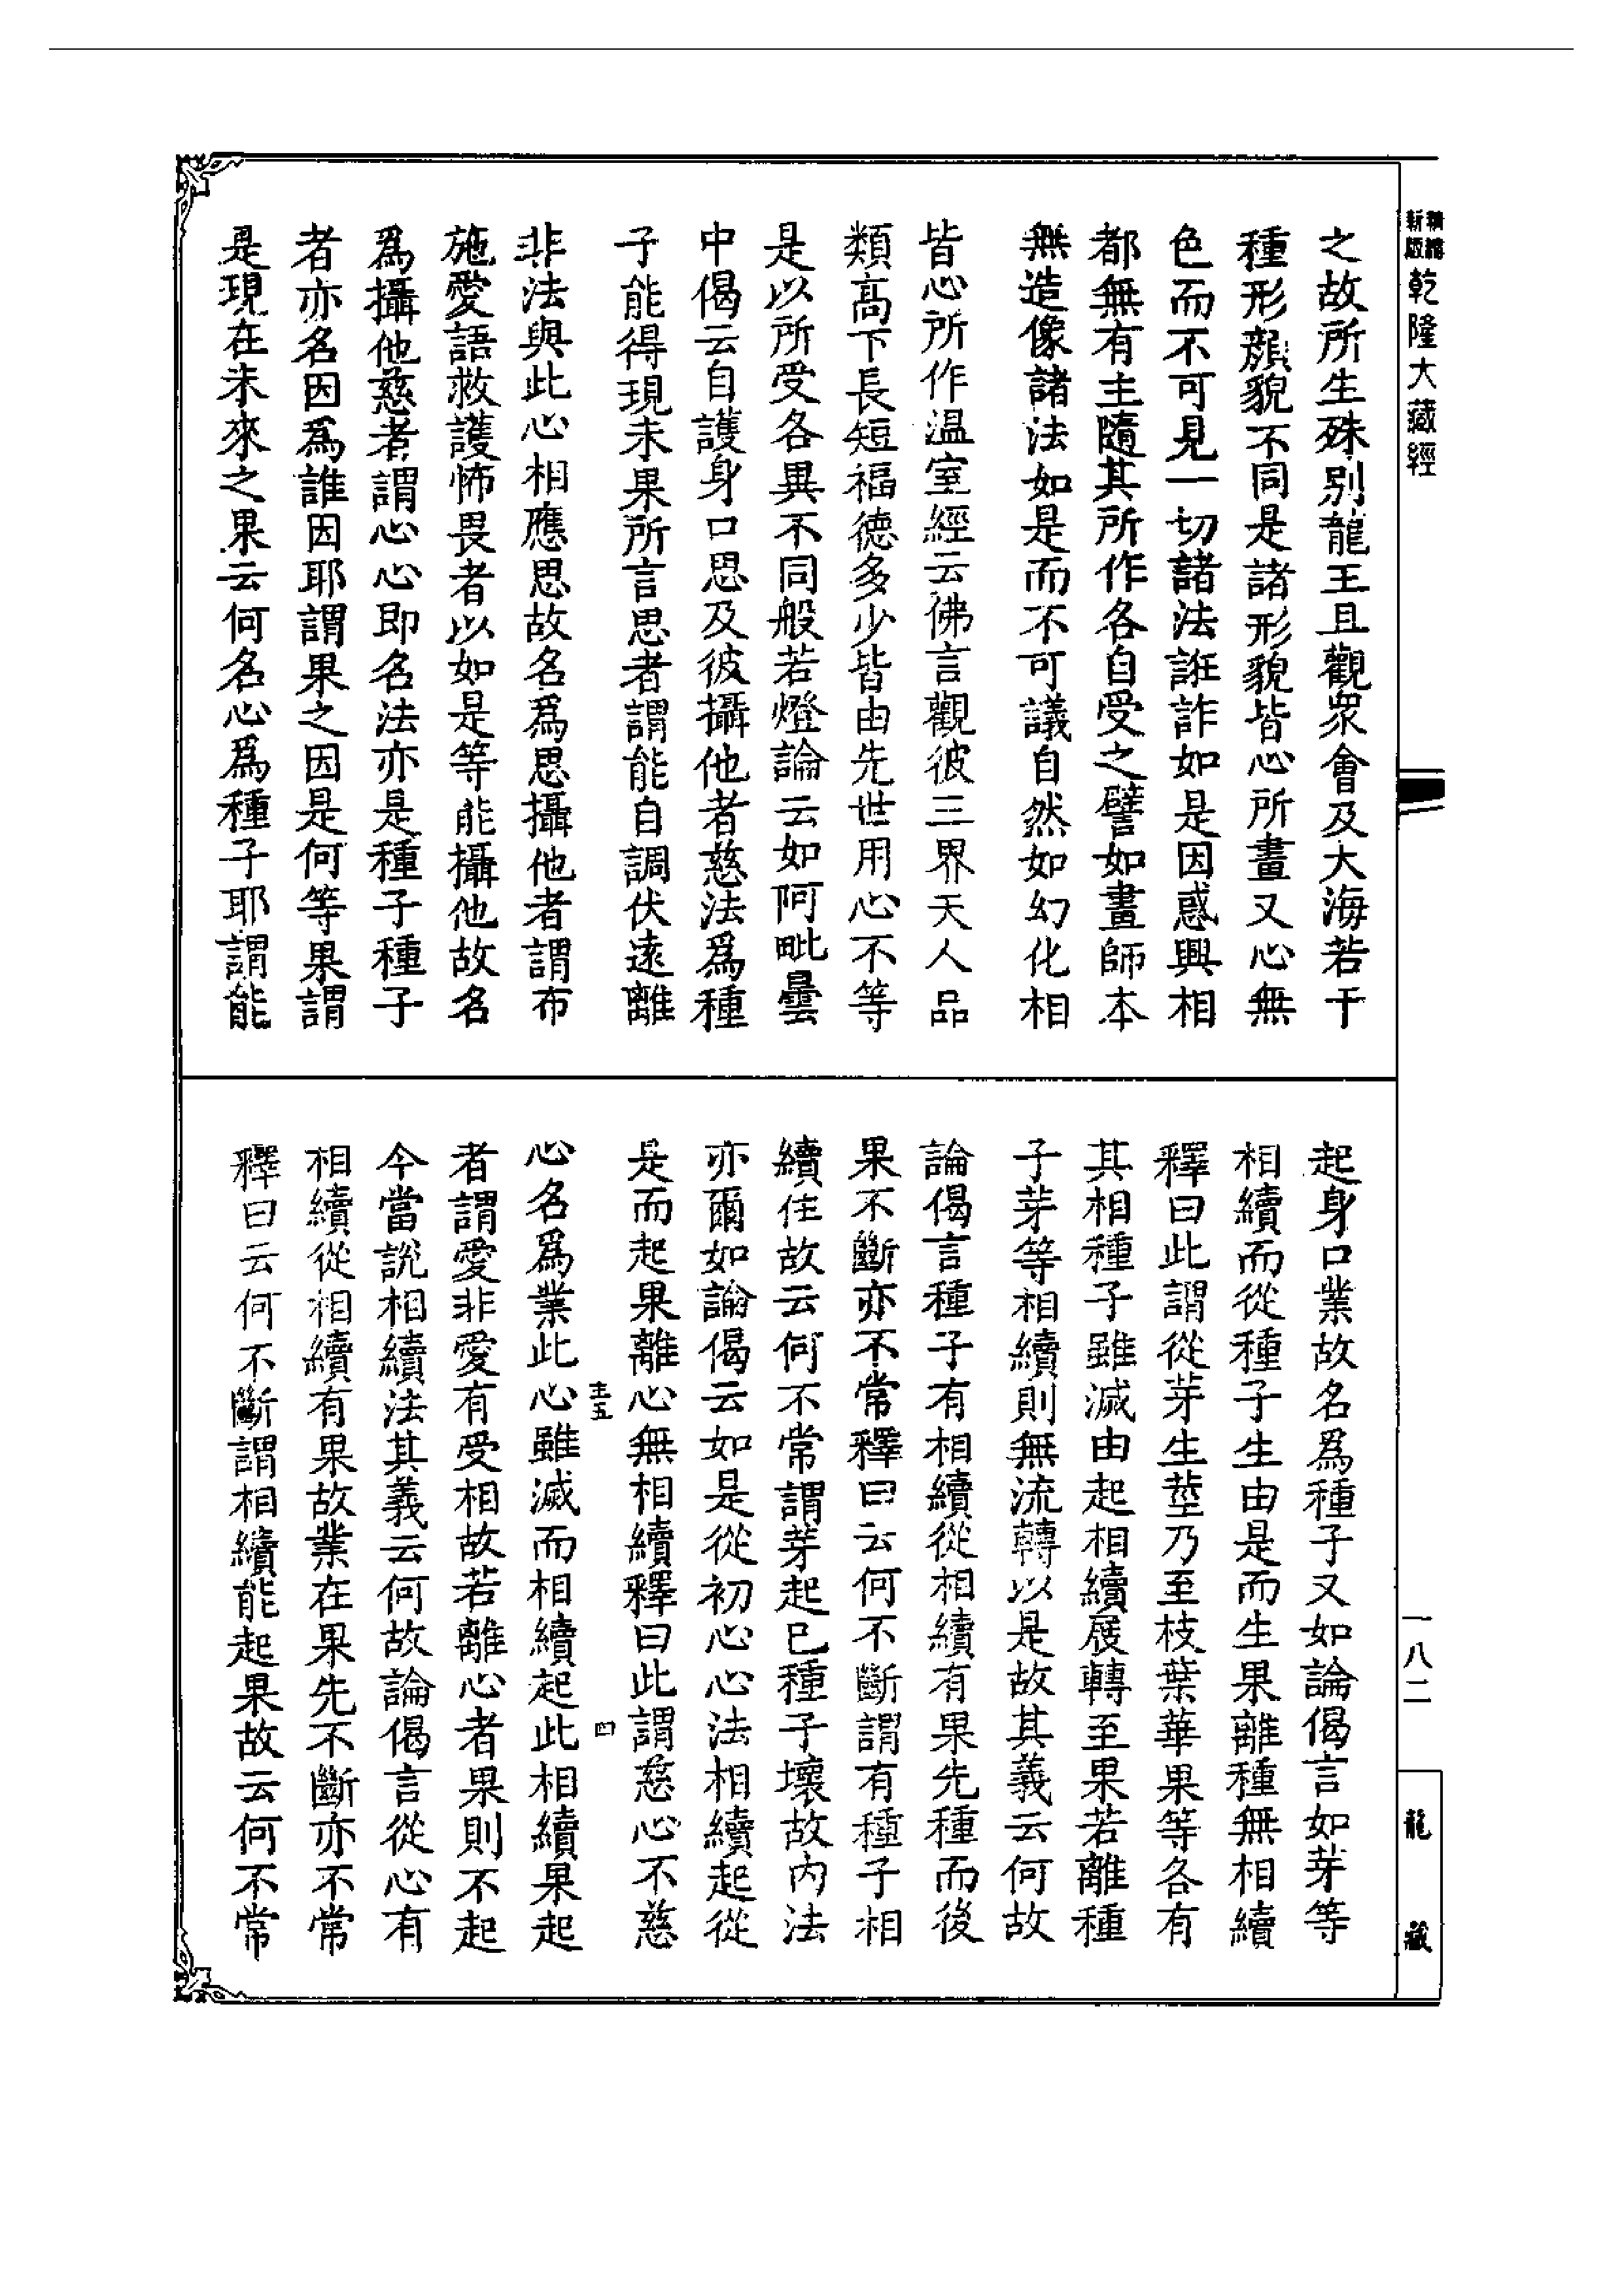 新版
精縮
乾隆大藏經
之故所生殊別龍王且觀眾會及大海若干
種形顏貌不同是諸形貌皆心所畫又心無
色而不可見一切諸法誑詐如是因惑興相
都無有主隨其所作各自受之譬如畫師本
無造像諸法如是而不可議自然如幻化相
皆心所作溫室經云佛言觀彼三界天人品
類高下長短福德多少皆由先世用心不等
是以所受各異不同般若燈論云如阿毗曇
中偈云自護身口思及彼攝他者慈法為種
子能得現未果所言思者謂能自調伏遠離
非法與此心相應思故名為思攝他者謂布
施愛語救護怖畏者以如是等能攝他故名
為攝他慈者謂心心即名法亦是種子種子
者亦名因為誰因耶謂果之因是何等果謂
是現在未來之果云何名心為種子耶謂能
起身口業故名為種子又如論偈言如芽等
相續而從種子生由是而生果離種無相續
釋曰此謂從芽生莖乃至枝葉華果等各有
其相種子雖滅由起相續展轉至果若離種
子芽等相續則無流轉以是故其義云何故
論偈言種子有相續從相續有果先種而後
果不斷亦不常釋曰云何不斷謂有種子相
續住故云何不常謂芽起已種子壞故內法
亦爾如論偈云如是從初心心法相續起從
是而起果離心無相續釋曰此謂慈心不慈
心名為業此心雖滅而相續起此相續果起
者謂愛非愛有受相故若離心者果則不起
今當說相續法其義云何故論偈言從心有
相續從相續有果故業在果先不斷亦不常
釋曰云何不斷謂相續能起果故云何不常
四
一八二
龍藏